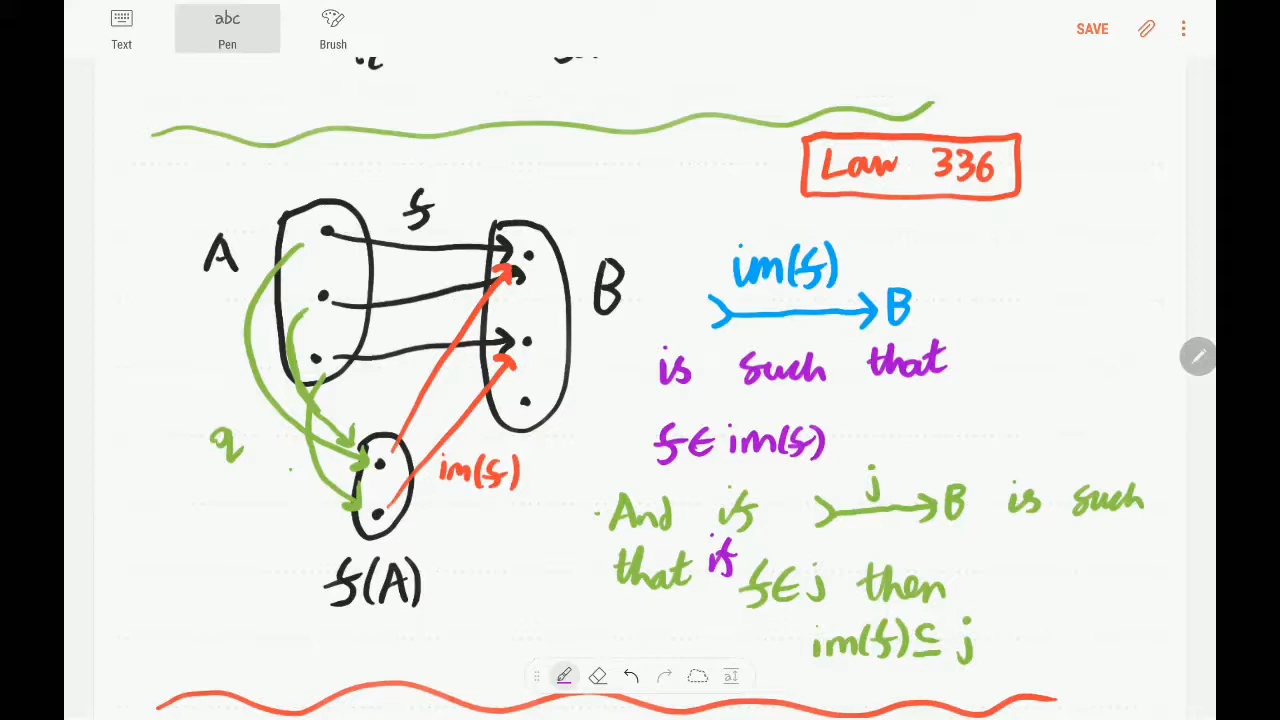 Text
abc
Pen
Brush
SAVE
Law 336
f
A
B
im(f)
B
is such that
f∈ im(f)
q
im(f)
And if j B is such
that if f∈ j then
im(f)⊆ j
f(A)